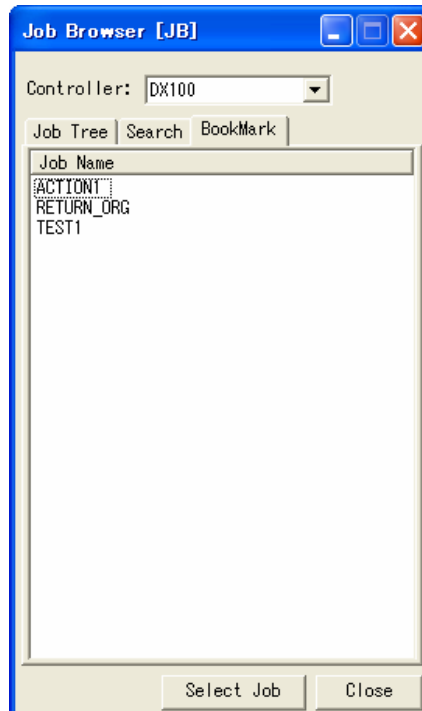 Job Browser [JB]
Controller: DX100
Job Tree Search BookMark
Job Name
ACTION1
RETURN_ORG
TEST1
Select Job Close